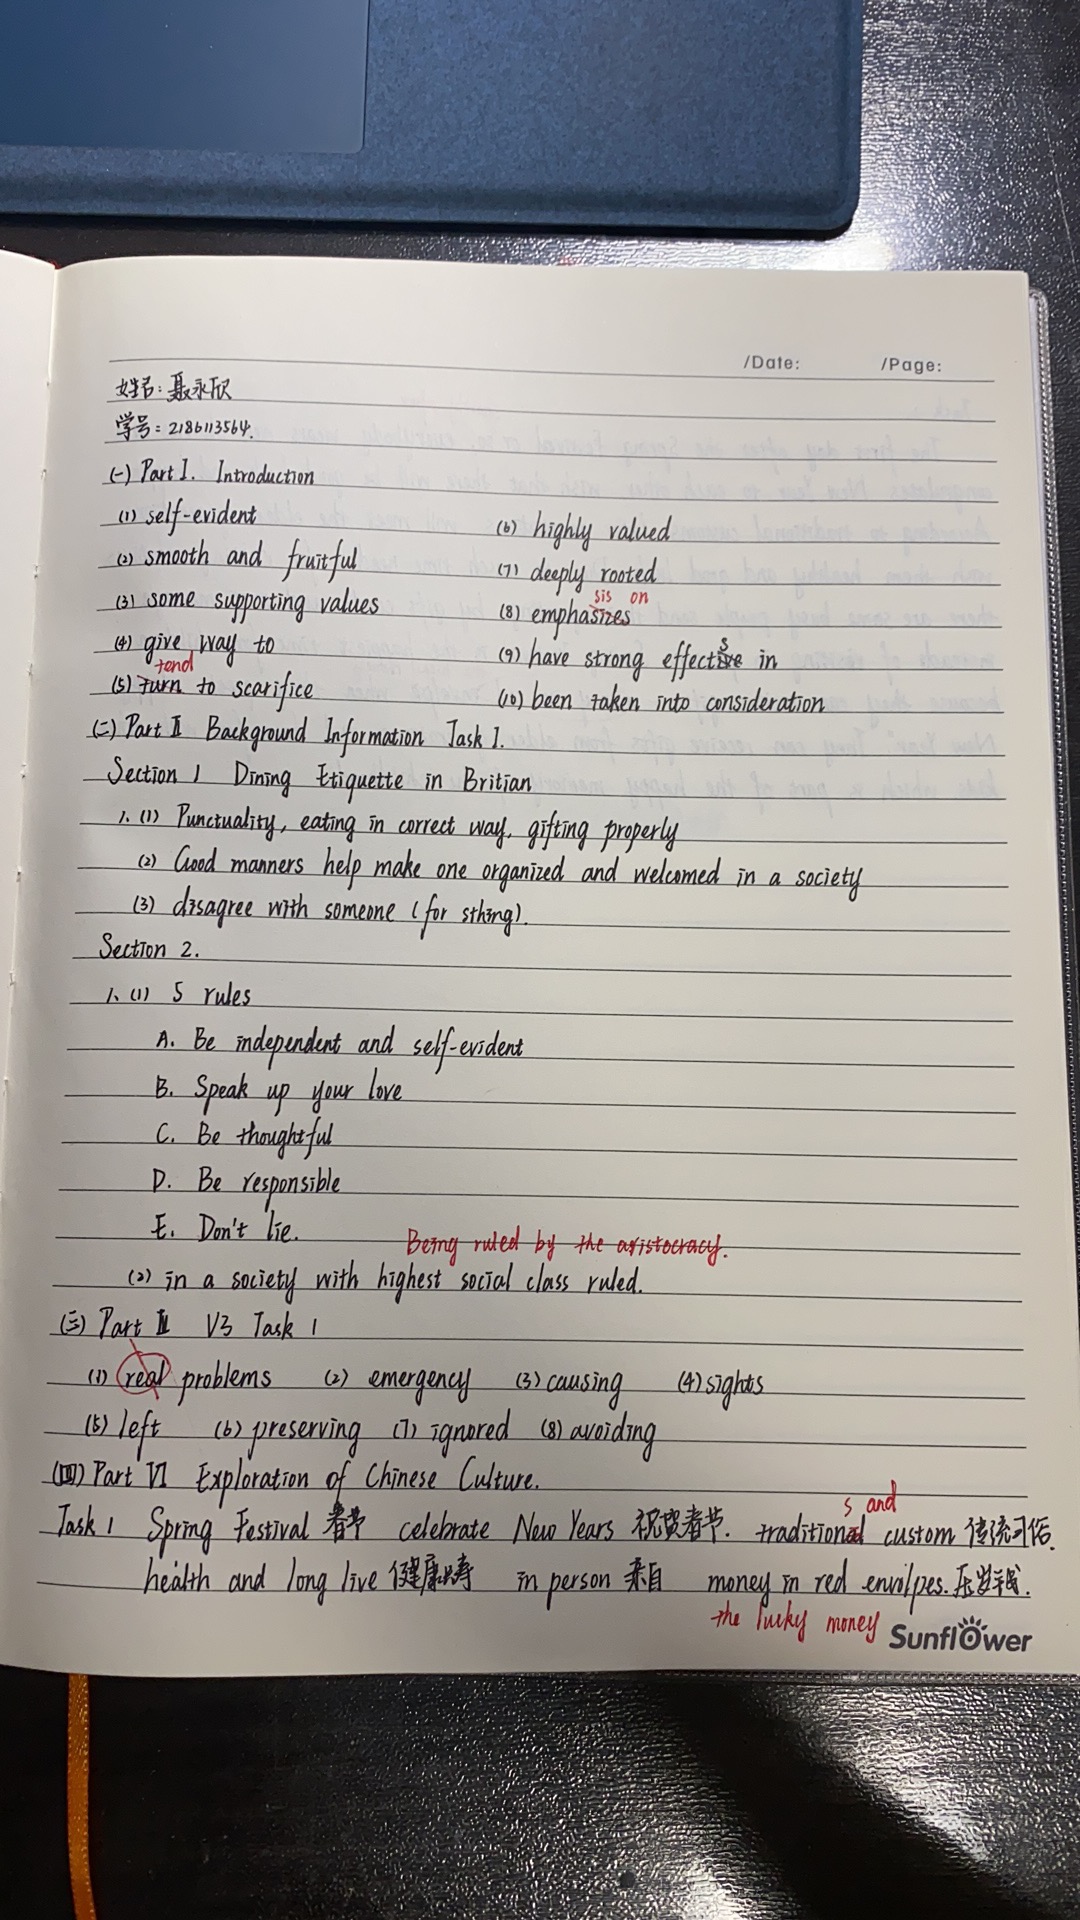 /Date: /Page:
姓名: 聂永欣
学号: 2186113564.
(一) Part I. Introduction
(1) self-evident (6) highly valued
(2) smooth and fruitful (7) deeply rooted
sis on
(3) some supporting values (8) emphasizes
(4) give way to (9) have strong effects in
tend
(5) turn to scarifice (10) been taken into consideration
(二) Part II Background Information Task 1.
Section 1 Dining Etiquette in Britian
1. (1) Punctuality, eating in correct way, gifting properly
(2) Good manners help make one organized and welcomed in a society
(3) disagree with someone (for sthing).
Section 2.
1. (1) 5 rules
A. Be independent and self-evident
B. Speak up your love
C. Be thoughtful
D. Be responsible
E. Don't lie.
Being ruled by the aristocracy.
(2) in a society with highest social class ruled.
(三) Part III V3 Task 1
(1) real problems (2) emergency (3) causing (4) sights
(5) left (6) preserving (7) ignored (8) avoiding
(四) Part VI Exploration of Chinese Culture.
s and
Task 1 Spring Festival 春节 celebrate New Years 祝贺春节. traditional custom 传统习俗.
health and long live 健康 in person 亲自 money in red envilpes. 压岁钱.
the lucky money
Sunflower